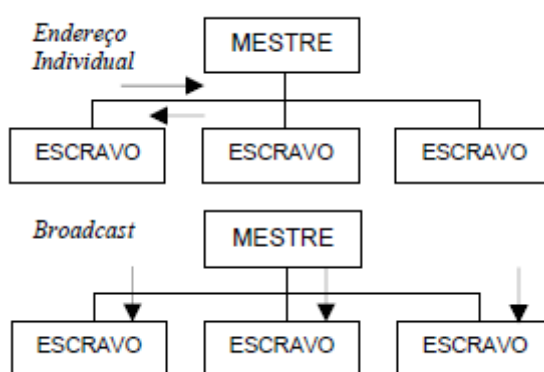 Endereço
Individual
MESTRE
ESCRAVO ESCRAVO ESCRAVO
Broadcast
MESTRE
ESCRAVO ESCRAVO ESCRAVO